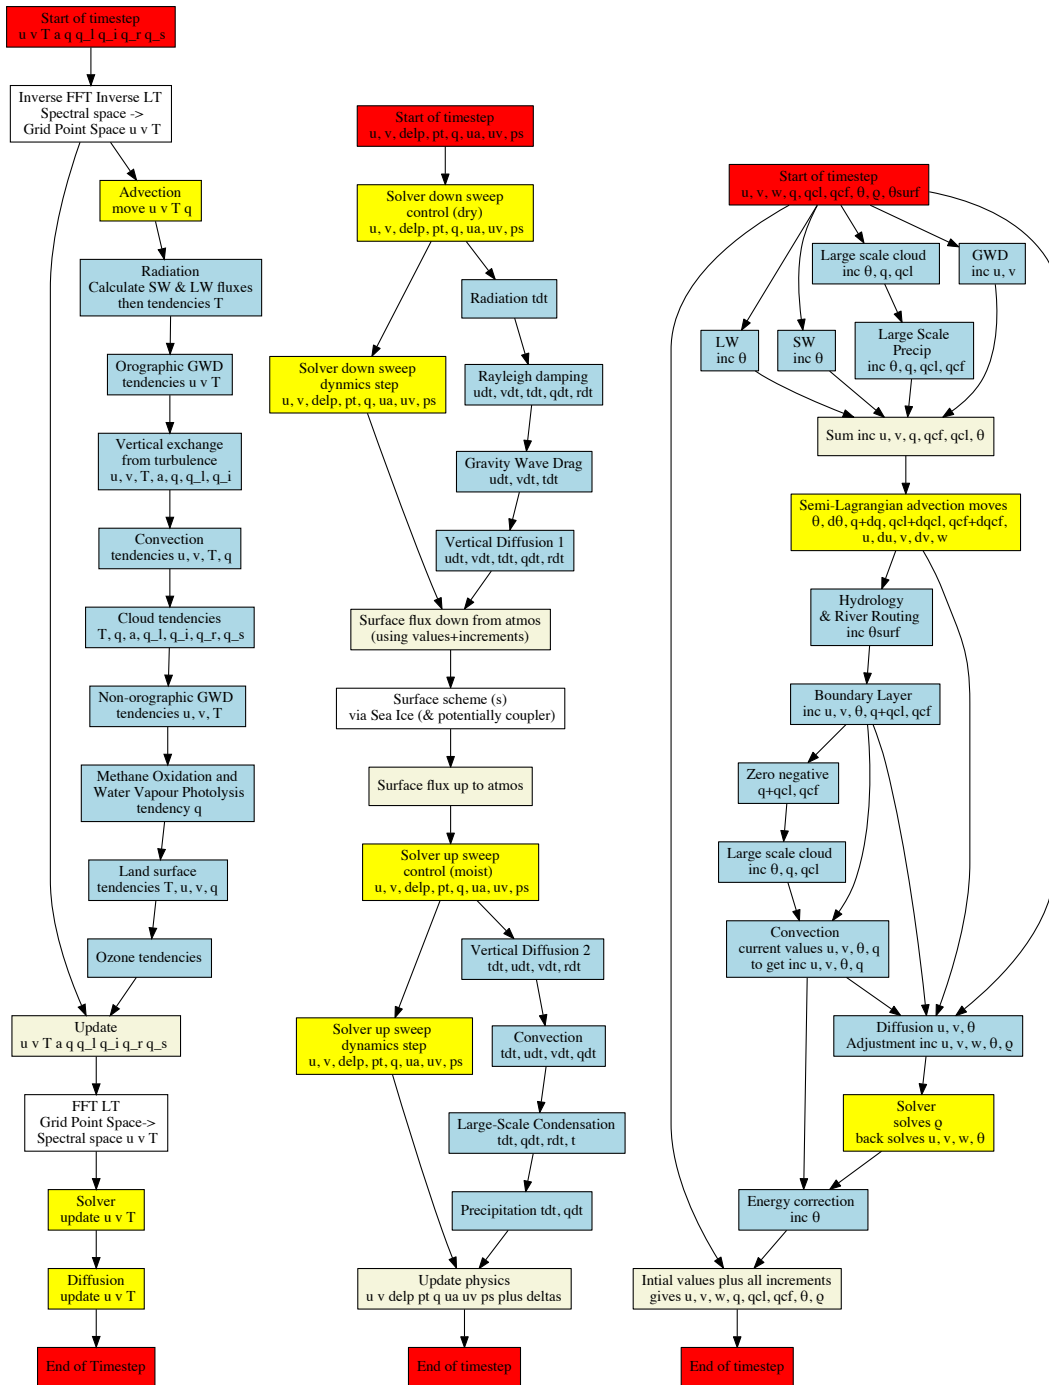 Start of timestep
u v T a q q_l q_i q_r q_s
Inverse FFT Inverse LT
Spectral space ->
Grid Point Space u v T
Advection
move u v T q
Radiation
Calculate SW & LW fluxes
then tendencies T
Orographic GWD
tendencies u v T
Vertical exchange
from turbulence
u, v, T, a, q, q_l, q_i
Convection
tendencies u, v, T, q
Cloud tendencies
T, q, a, q_l, q_i, q_r, q_s
Non-orographic GWD
tendencies u, v, T
Methane Oxidation and
Water Vapour Photolysis
tendency q
Land surface
tendencies T, u, v, q
Ozone tendencies
Update
u v T a q q_l q_i q_r q_s
FFT LT
Grid Point Space->
Spectral space u v T
Solver
update u v T
Diffusion
update u v T
End of Timestep
Start of timestep
u, v, delp, pt, q, ua, uv, ps
Solver down sweep
control (dry)
u, v, delp, pt, q, ua, uv, ps
Radiation tdt
Solver down sweep
dynmics step
u, v, delp, pt, q, ua, uv, ps
Rayleigh damping
udt, vdt, tdt, qdt, rdt
Gravity Wave Drag
udt, vdt, tdt
Vertical Diffusion 1
udt, vdt, tdt, qdt, rdt
Surface flux down from atmos
(using values+increments)
Surface scheme (s)
via Sea Ice (& potentially coupler)
Surface flux up to atmos
Solver up sweep
control (moist)
u, v, delp, pt, q, ua, uv, ps
Vertical Diffusion 2
tdt, udt, vdt, rdt
Solver up sweep
dynamics step
u, v, delp, pt, q, ua, uv, ps
Convection
tdt, udt, vdt, qdt
Large-Scale Condensation
tdt, qdt, rdt, t
Precipitation tdt, qdt
Update physics
u v delp pt q ua uv ps plus deltas
End of timestep
Start of timestep
u, v, w, q, qcl, qcf, θ, ϱ, θsurf
Large scale cloud
inc θ, q, qcl
GWD
inc u, v
LW
inc θ
SW
inc θ
Large Scale
Precip
inc θ, q, qcl, qcf
Sum inc u, v, q, qcf, qcl, θ
Semi-Lagrangian advection moves
θ, dθ, q+dq, qcl+dqcl, qcf+dqcf,
u, du, v, dv, w
Hydrology
& River Routing
inc θsurf
Boundary Layer
inc u, v, θ, q+qcl, qcf
Zero negative
q+qcl, qcf
Large scale cloud
inc θ, q, qcl
Convection
current values u, v, θ, q
to get inc u, v, θ, q
Diffusion u, v, θ
Adjustment inc u, v, w, θ, ϱ
Solver
solves ϱ
back solves u, v, w, θ
Energy correction
inc θ
Intial values plus all increments
gives u, v, w, q, qcl, qcf, θ, ϱ
End of timestep